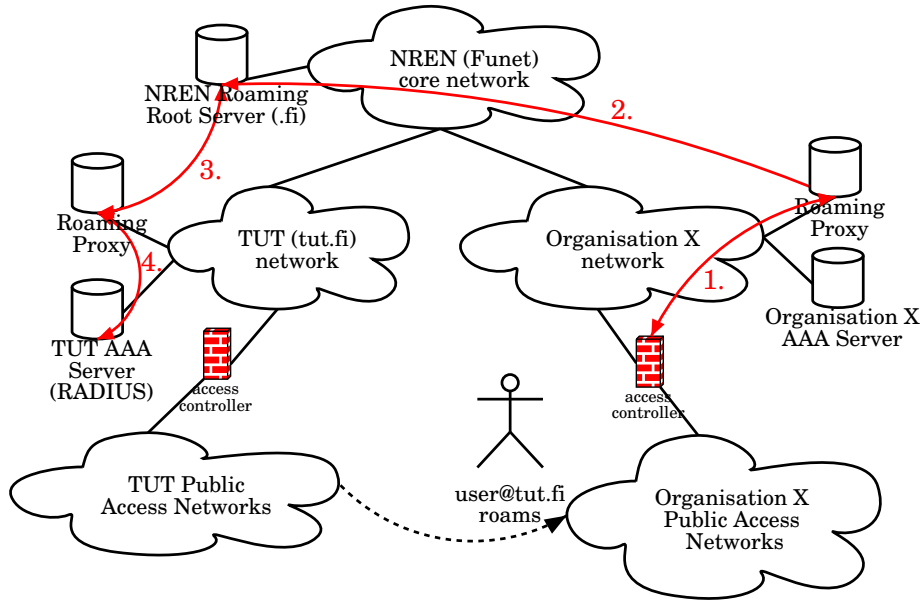 NREN (Funet)
core network
NREN Roaming
Root Server (.fi)
2.
3.
Roaming
Proxy
Roaming
Proxy
TUT (tut.fi)
network
Organisation X
network
4.
1.
Organisation X
AAA Server
TUT AAA
Server
(RADIUS)
access
controller
access
controller
TUT Public
Access Networks
user@tut.fi
roams
Organisation X
Public Access
Networks